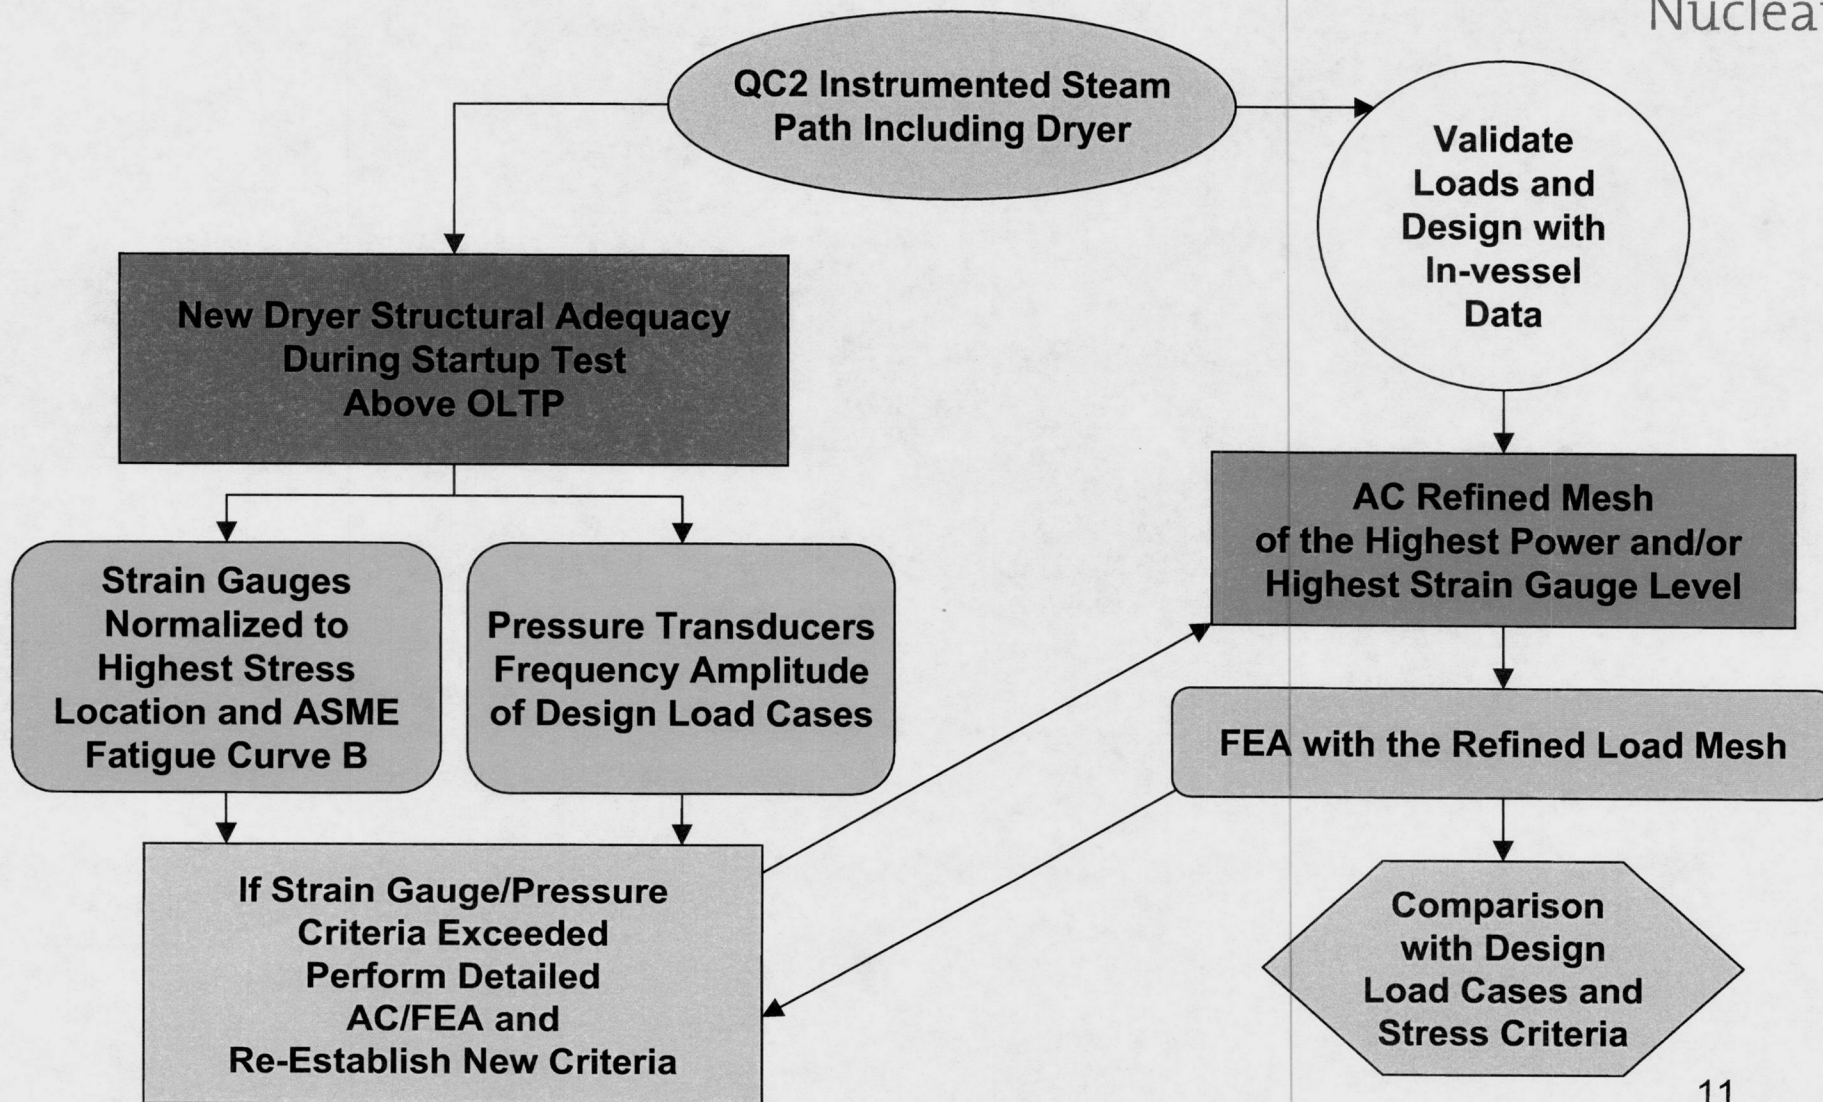 Nuclear
QC2 Instrumented Steam
Path Including Dryer
Validate
Loads and
Design with
In-vessel
Data
New Dryer Structural Adequacy
During Startup Test
Above OLTP
AC Refined Mesh
of the Highest Power and/or
Highest Strain Gauge Level
Strain Gauges
Normalized to
Highest Stress
Location and ASME
Fatigue Curve B
Pressure Transducers
Frequency Amplitude
of Design Load Cases
FEA with the Refined Load Mesh
If Strain Gauge/Pressure
Criteria Exceeded
Perform Detailed
AC/FEA and
Re-Establish New Criteria
Comparison
with Design
Load Cases and
Stress Criteria
11